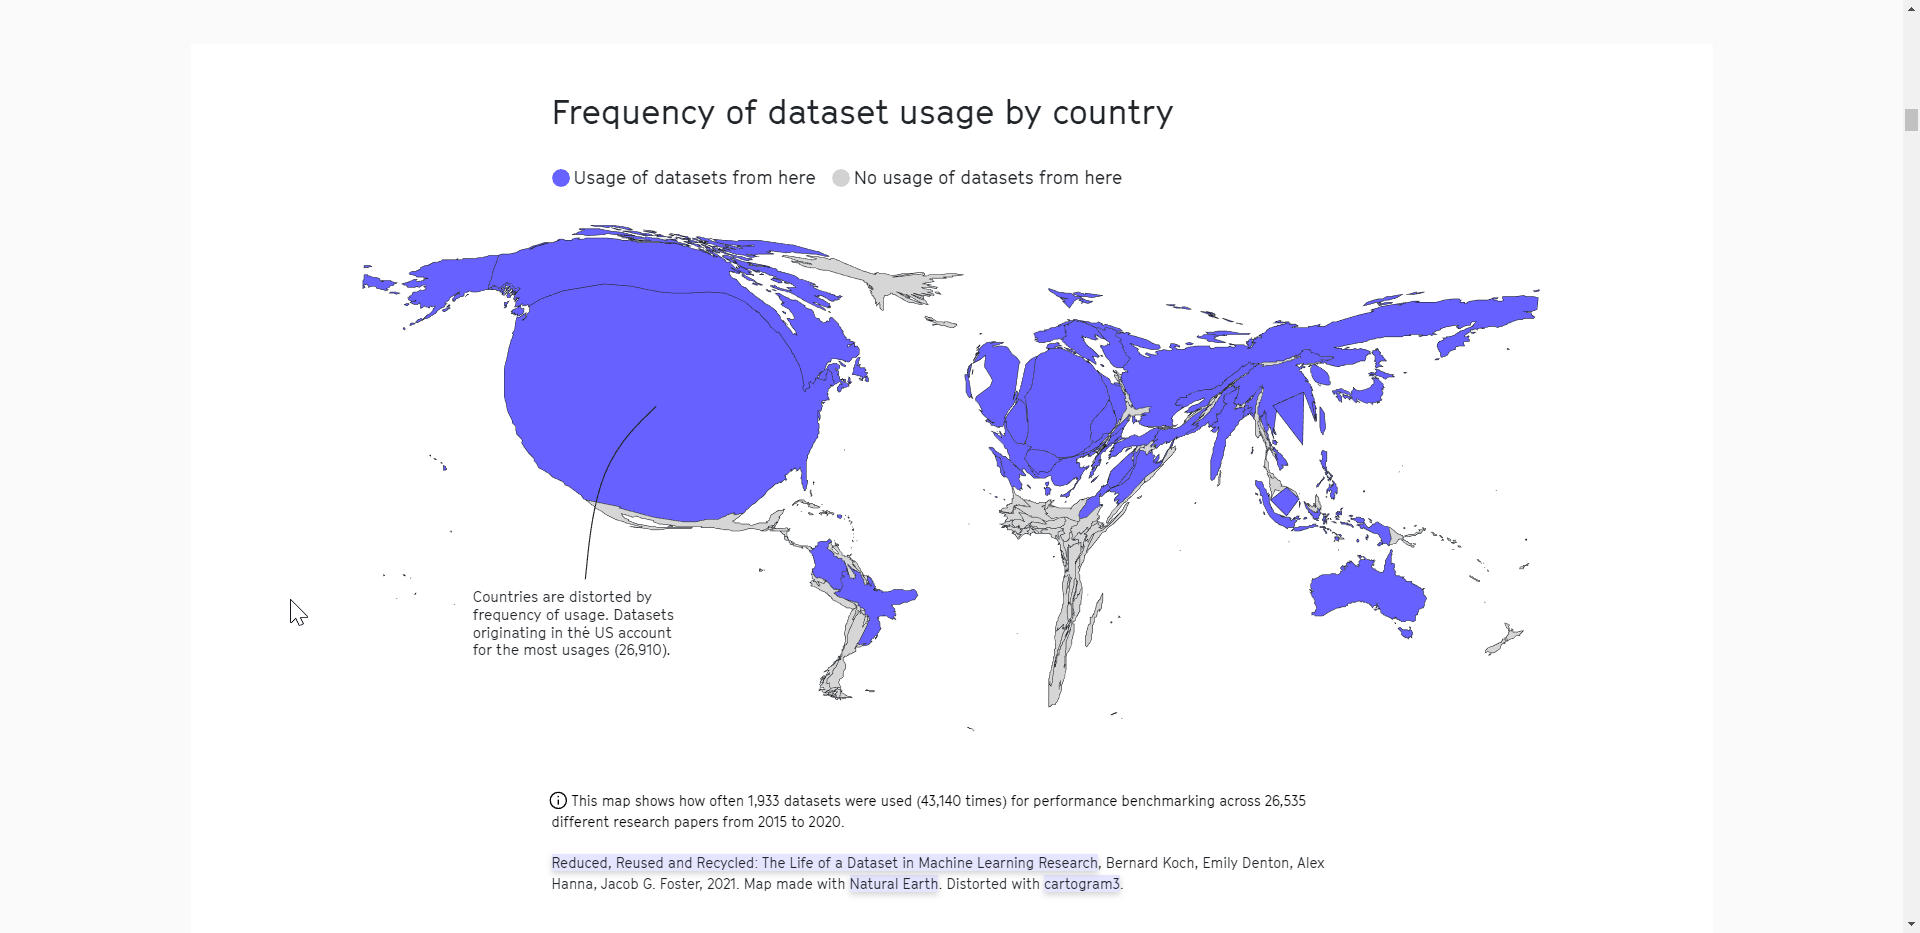 Frequency of dataset usage by country
Usage of datasets from here No usage of datasets from here
Countries are distorted by
frequency of usage. Datasets
originating in the US account
for the most usages (26,910).
This map shows how often 1,933 datasets were used (43,140 times) for performance benchmarking across 26,535
different research papers from 2015 to 2020.
Reduced, Reused and Recycled: The Life of a Dataset in Machine Learning Research, Bernard Koch, Emily Denton, Alex
Hanna, Jacob G. Foster, 2021. Map made with Natural Earth. Distorted with cartogram3.